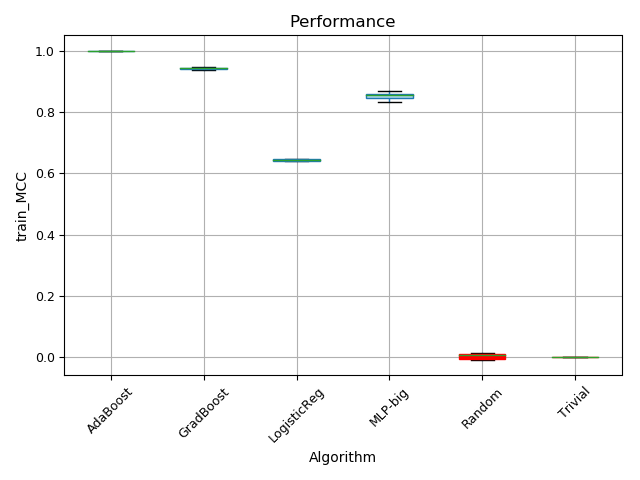 Performance
train_MCC
1.0
0.8
0.6
0.4
0.2
0.0
AdaBoost
GradBoost
LogisticReg
MLP-big
Random
Trivial
Algorithm